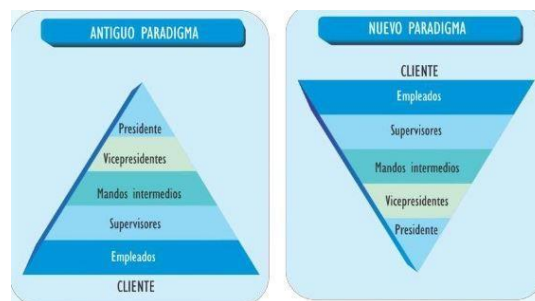 ANTIGUO PARADIGMA
Presidente
Vicepresidentes
Mandos intermedios
Supervisores
Empleados
CLIENTE
NUEVO PARADIGMA
CLIENTE
Empleados
Supervisores
Mandos intermedios
Vicepresidentes
Presidente